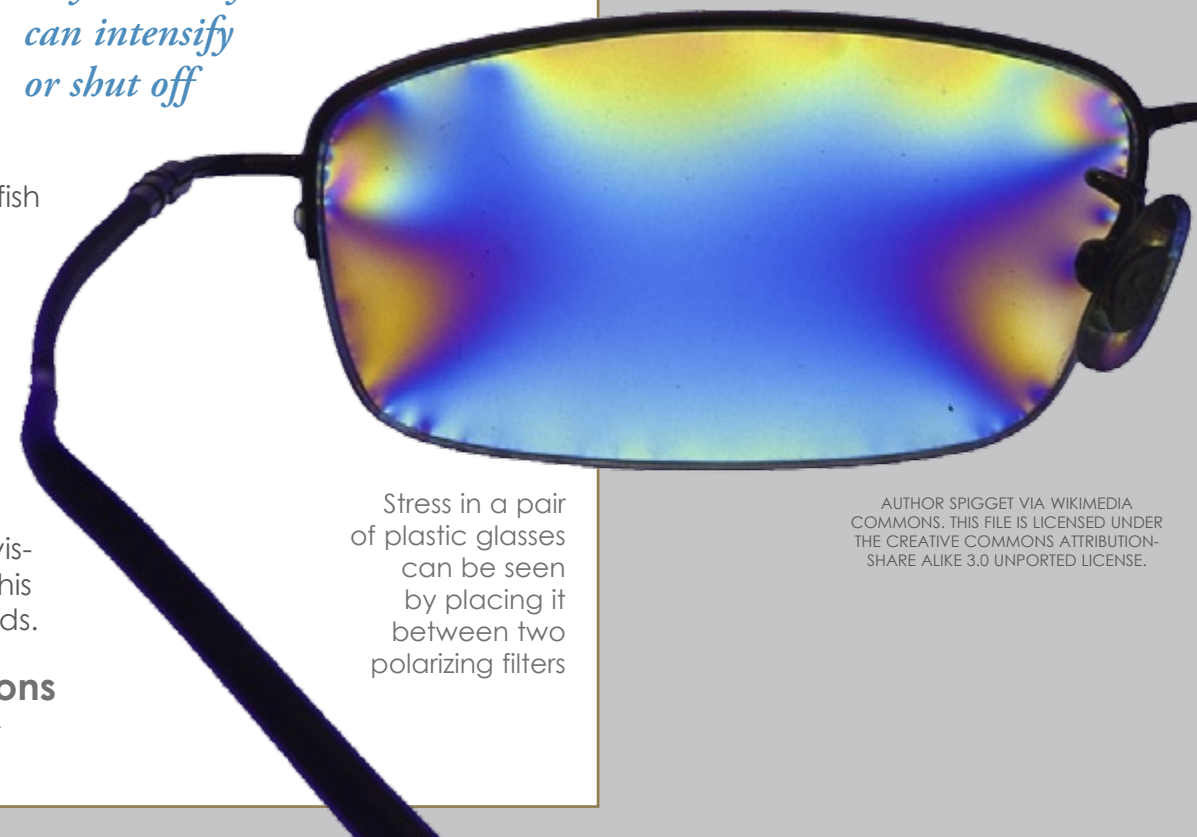 can intensify
or shut off
fish
vis-
his
ds.
ons
Stress in a pair
of plastic glasses
can be seen
by placing it
between two
polarizing filters
AUTHOR SPIGGET VIA WIKIMEDIA
COMMONS. THIS FILE IS LICENSED UNDER
THE CREATIVE COMMONS ATTRIBUTION-
SHARE ALIKE 3.0 UNPORTED LICENSE.